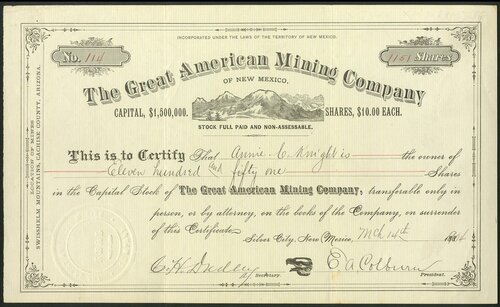 INCORPORATED UNDER THE LAWS OF THE TERRITORY OF NEW MEXICO.
No. 114
1151 Shares
The Great American Mining Company
OF NEW MEXICO.
CAPITAL, $1,500,000. SHARES, $10.00 EACH.
STOCK FULL PAID AND NON-ASSESSABLE.
LOCATION OF MINES
SWISSHELM MOUNTAINS, CACHISE COUNTY, ARIZONA.
This is to Certify That Annie C. Knight is the owner of
Eleven hundred and fifty one Shares
in the Capital Stock of The Great American Mining Company, transferable only in
person, or by attorney, on the books of the Company, on surrender
of this Certificate.
Silver City, New Mexico, Mch 14th 188
C. H.
Secretary.
E. A. Colburn
President.